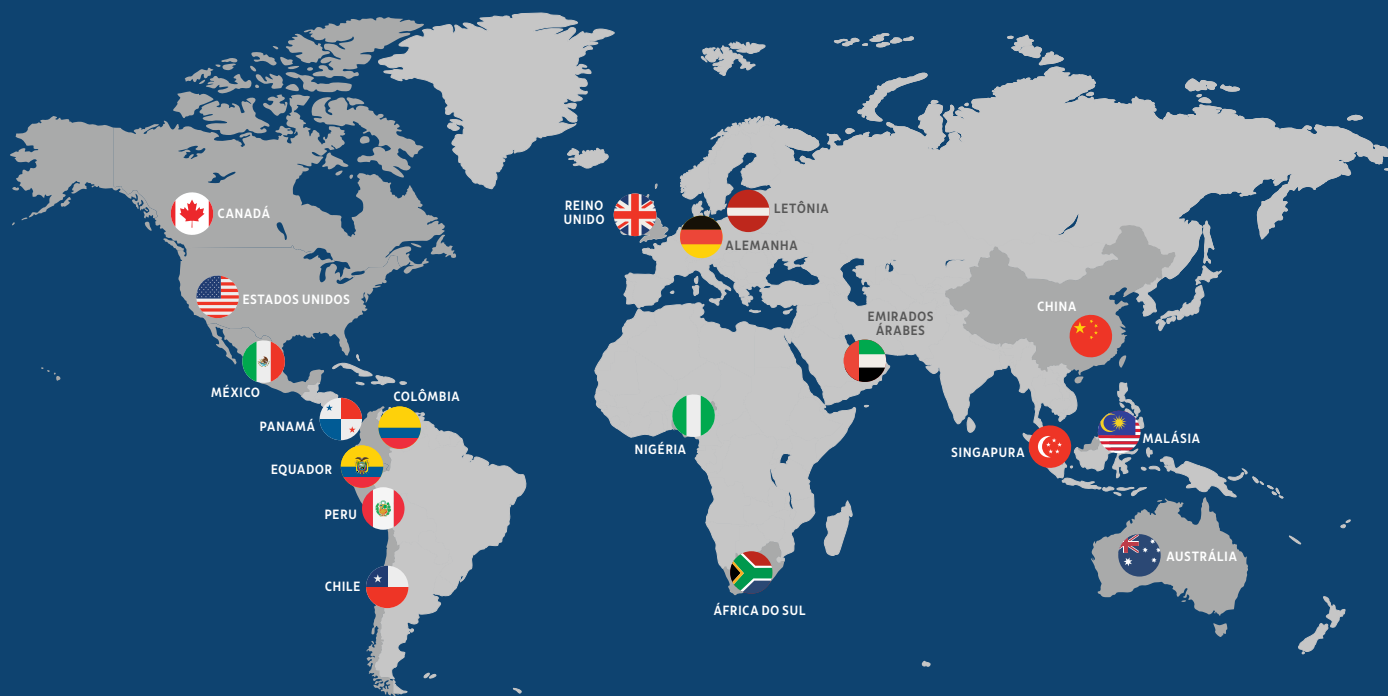 REINO
UNIDO
LETÔNIA
CANADÁ
ALEMANHA
ESTADOS UNIDOS
CHINA
EMIRADOS
ÁRABES
MÉXICO
COLÔMBIA
PANAMÁ
MALÁSIA
NIGÉRIA
SINGAPURA
EQUADOR
PERU
AUSTRÁLIA
CHILE
ÁFRICA DO SUL